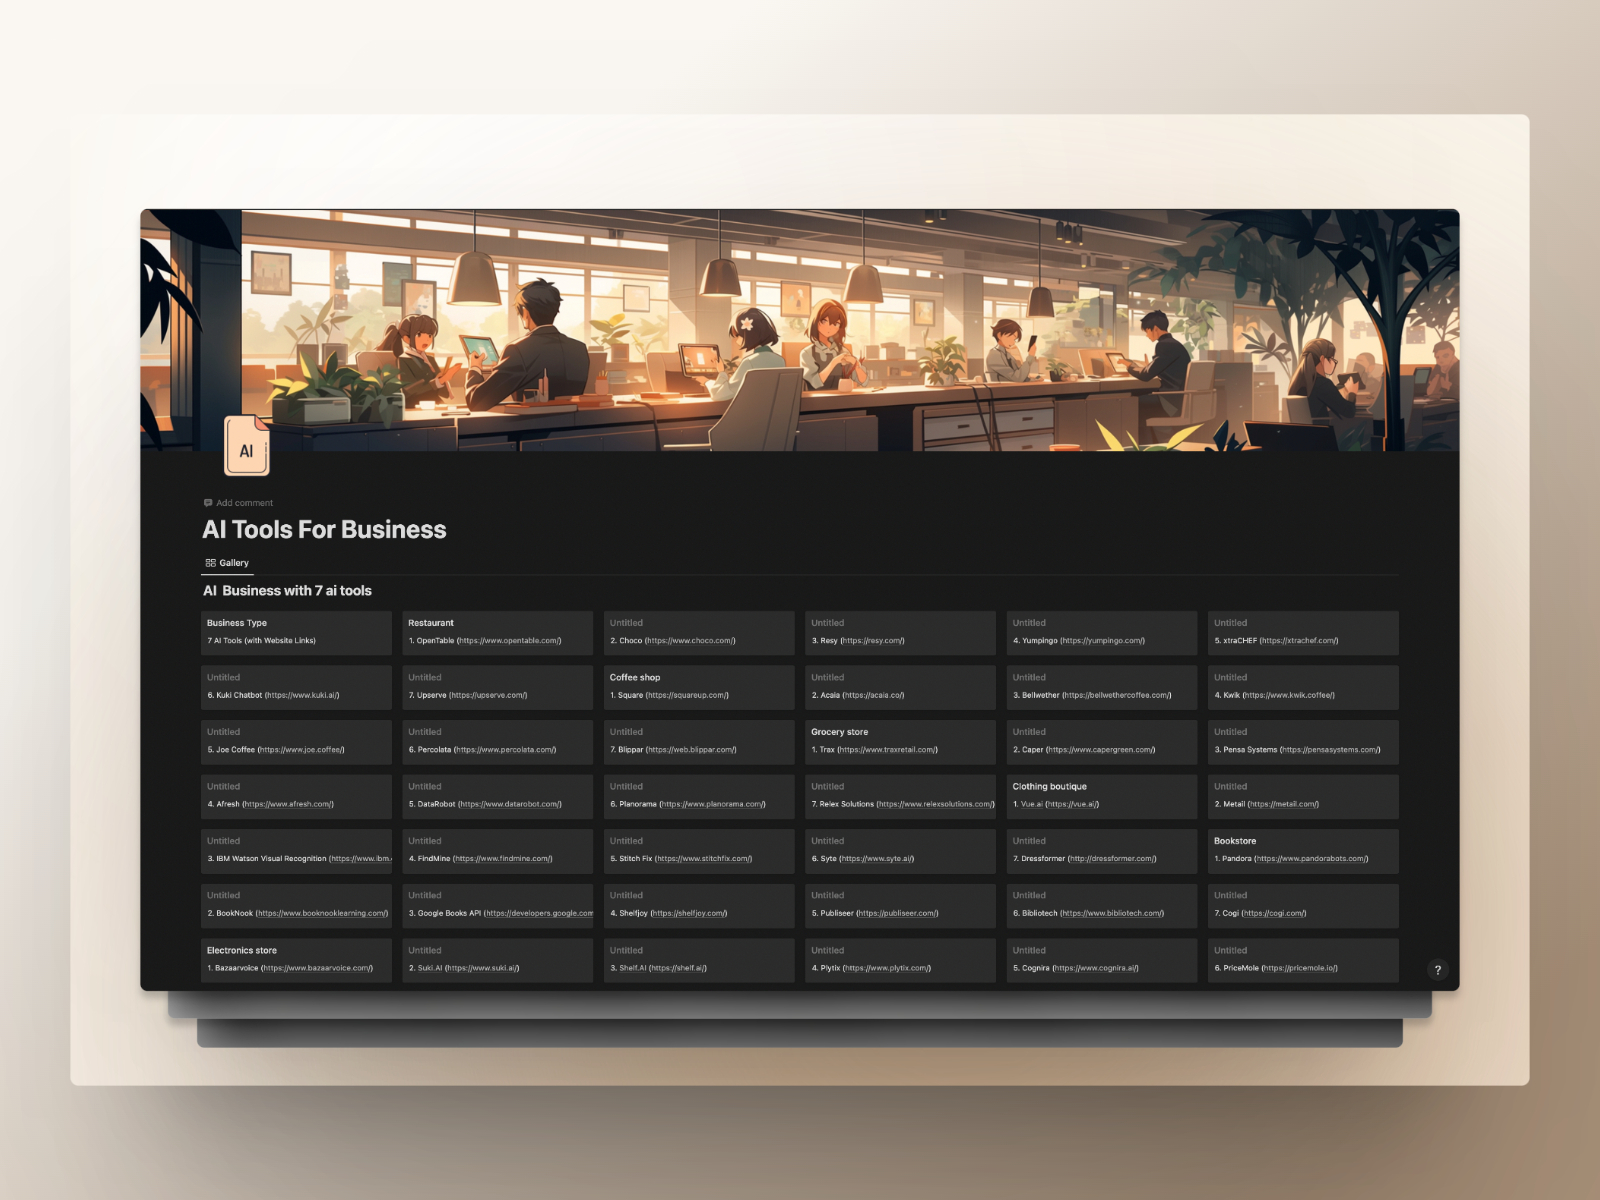 AI
Add comment
AI Tools For Business
Gallery
AI Business with 7 ai tools
Business Type
7 AI Tools (with Website Links)
Restaurant
1. OpenTable (https://www.opentable.com/)
Untitled
2. Choco (https://www.choco.com/)
Untitled
3. Resy (https://resy.com/)
Untitled
4. Yumpingo (https://yumpingo.com/)
Untitled
5. xtraCHEF (https://xtrachef.com/)
Untitled
6. Kuki Chatbot (https://www.kuki.ai/)
Untitled
7. Upserve (https://upserve.com/)
Coffee shop
1. Square (https://squareup.com/)
Untitled
2. Acaia (https://acaia.co/)
Untitled
3. Bellwether (https://bellwethercoffee.com/)
Untitled
4. Kwik (https://www.kwik.coffee/)
Untitled
5. Joe Coffee (https://www.joe.coffee/)
Untitled
6. Percolata (https://www.percolata.com/)
Untitled
7. Blippar (https://web.blippar.com/)
Grocery store
1. Trax (https://www.traxretail.com/)
Untitled
2. Caper (https://www.capergreen.com/)
Untitled
3. Pensa Systems (https://pensasystems.com/)
Untitled
4. Afresh (https://www.afresh.com/)
Untitled
5. DataRobot (https://www.datarobot.com/)
Untitled
6. Planorama (https://www.planorama.com/)
Untitled
7. Relex Solutions (https://www.relexsolutions.com/)
Clothing boutique
1. Vue.ai (https://vue.ai/)
Untitled
2. Metail (https://metail.com/)
Untitled
3. IBM Watson Visual Recognition (https://www.ibm.
Untitled
4. FindMine (https://www.findmine.com/)
Untitled
5. Stitch Fix (https://www.stitchfix.com/)
Untitled
6. Syte (https://www.syte.ai/)
Untitled
7. Dressformer (http://dressformer.com/)
Bookstore
1. Pandora (https://www.pandorabots.com/)
Untitled
2. BookNook (https://www.booknooklearning.com/)
Untitled
3. Google Books API (https://developers.google.com
Untitled
4. Shelfjoy (https://shelfjoy.com/)
Untitled
5. Publiseer (https://publiseer.com/)
Untitled
6. Bibliotech (https://www.bibliotech.com/)
Untitled
7. Cogi (https://cogi.com/)
Electronics store
1. Bazaarvoice (https://www.bazaarvoice.com/)
Untitled
2. Suki.AI (https://www.suki.ai/)
Untitled
3. Shelf.AI (https://shelf.ai/)
Untitled
4. Plytix (https://www.plytix.com/)
Untitled
5. Cognira (https://www.cognira.ai/)
Untitled
6. PriceMole (https://pricemole.io/)
?